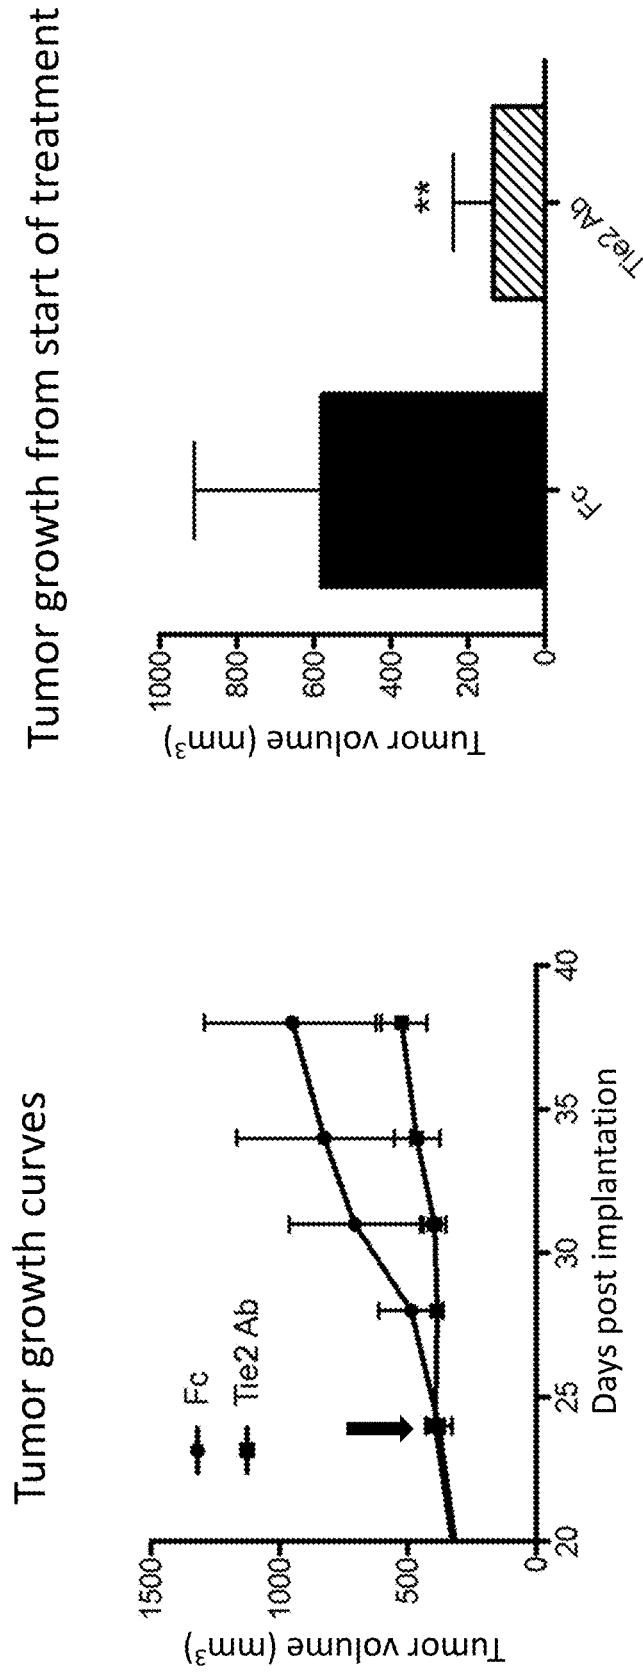 Tumor growth curves
Tumor volume (mm³)
1500
1000
500
0
Fc
Tie2 Ab
20
25
30
35
40
Days post implantation
Tumor growth from start of treatment
Tumor volume (mm³)
1000
800
600
400
200
0
**
Fc
Tie2 Ab